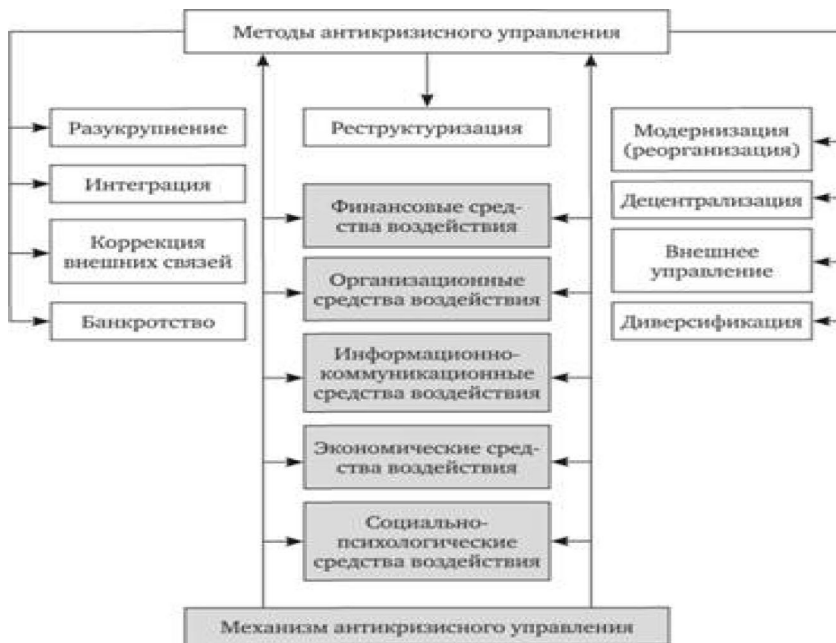 Методы антикризисного управления
Разукрупнение
Интеграция
Коррекция
внешних связей
Банкротство
Реструктуризация
Финансовые сред-
ства воздействия
Организационные
средства воздействия
Информационно-
коммуникационные
средства воздействия
Экономические сред-
ства воздействия
Социально-
психологические
средства воздействия
Модернизация
(реорганизация)
Децентрализация
Внешнее
управление
Диверсификация
Механизм антикризисного управления